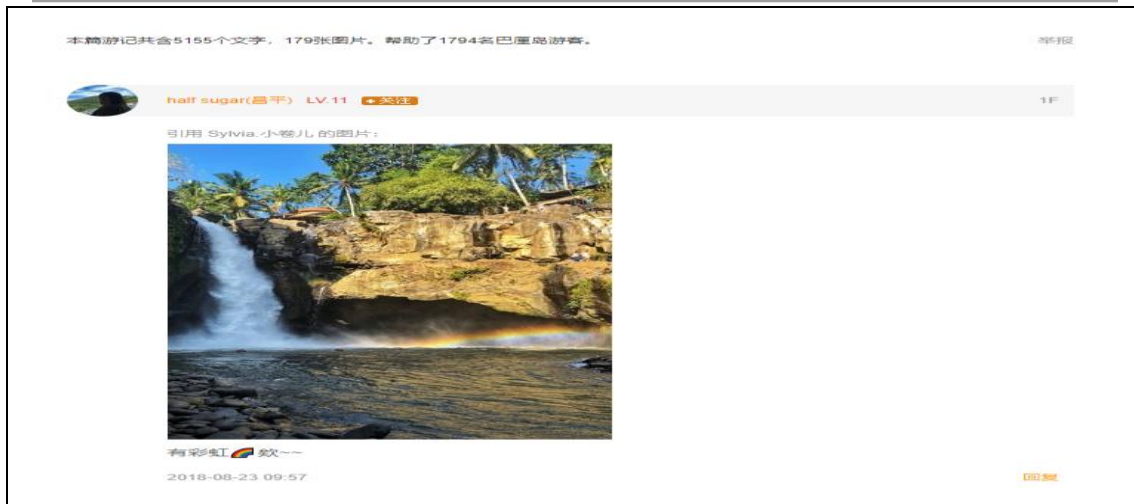 本篇游记共含5155个文字,179张图片。帮助了1794名巴厘岛游客。 举报
half sugar(昌平) LV.11 +关注 1F
引用 Sylvia.小卷儿 的图片:
有彩虹🌈欸~~
2018-08-23 09:57 回复